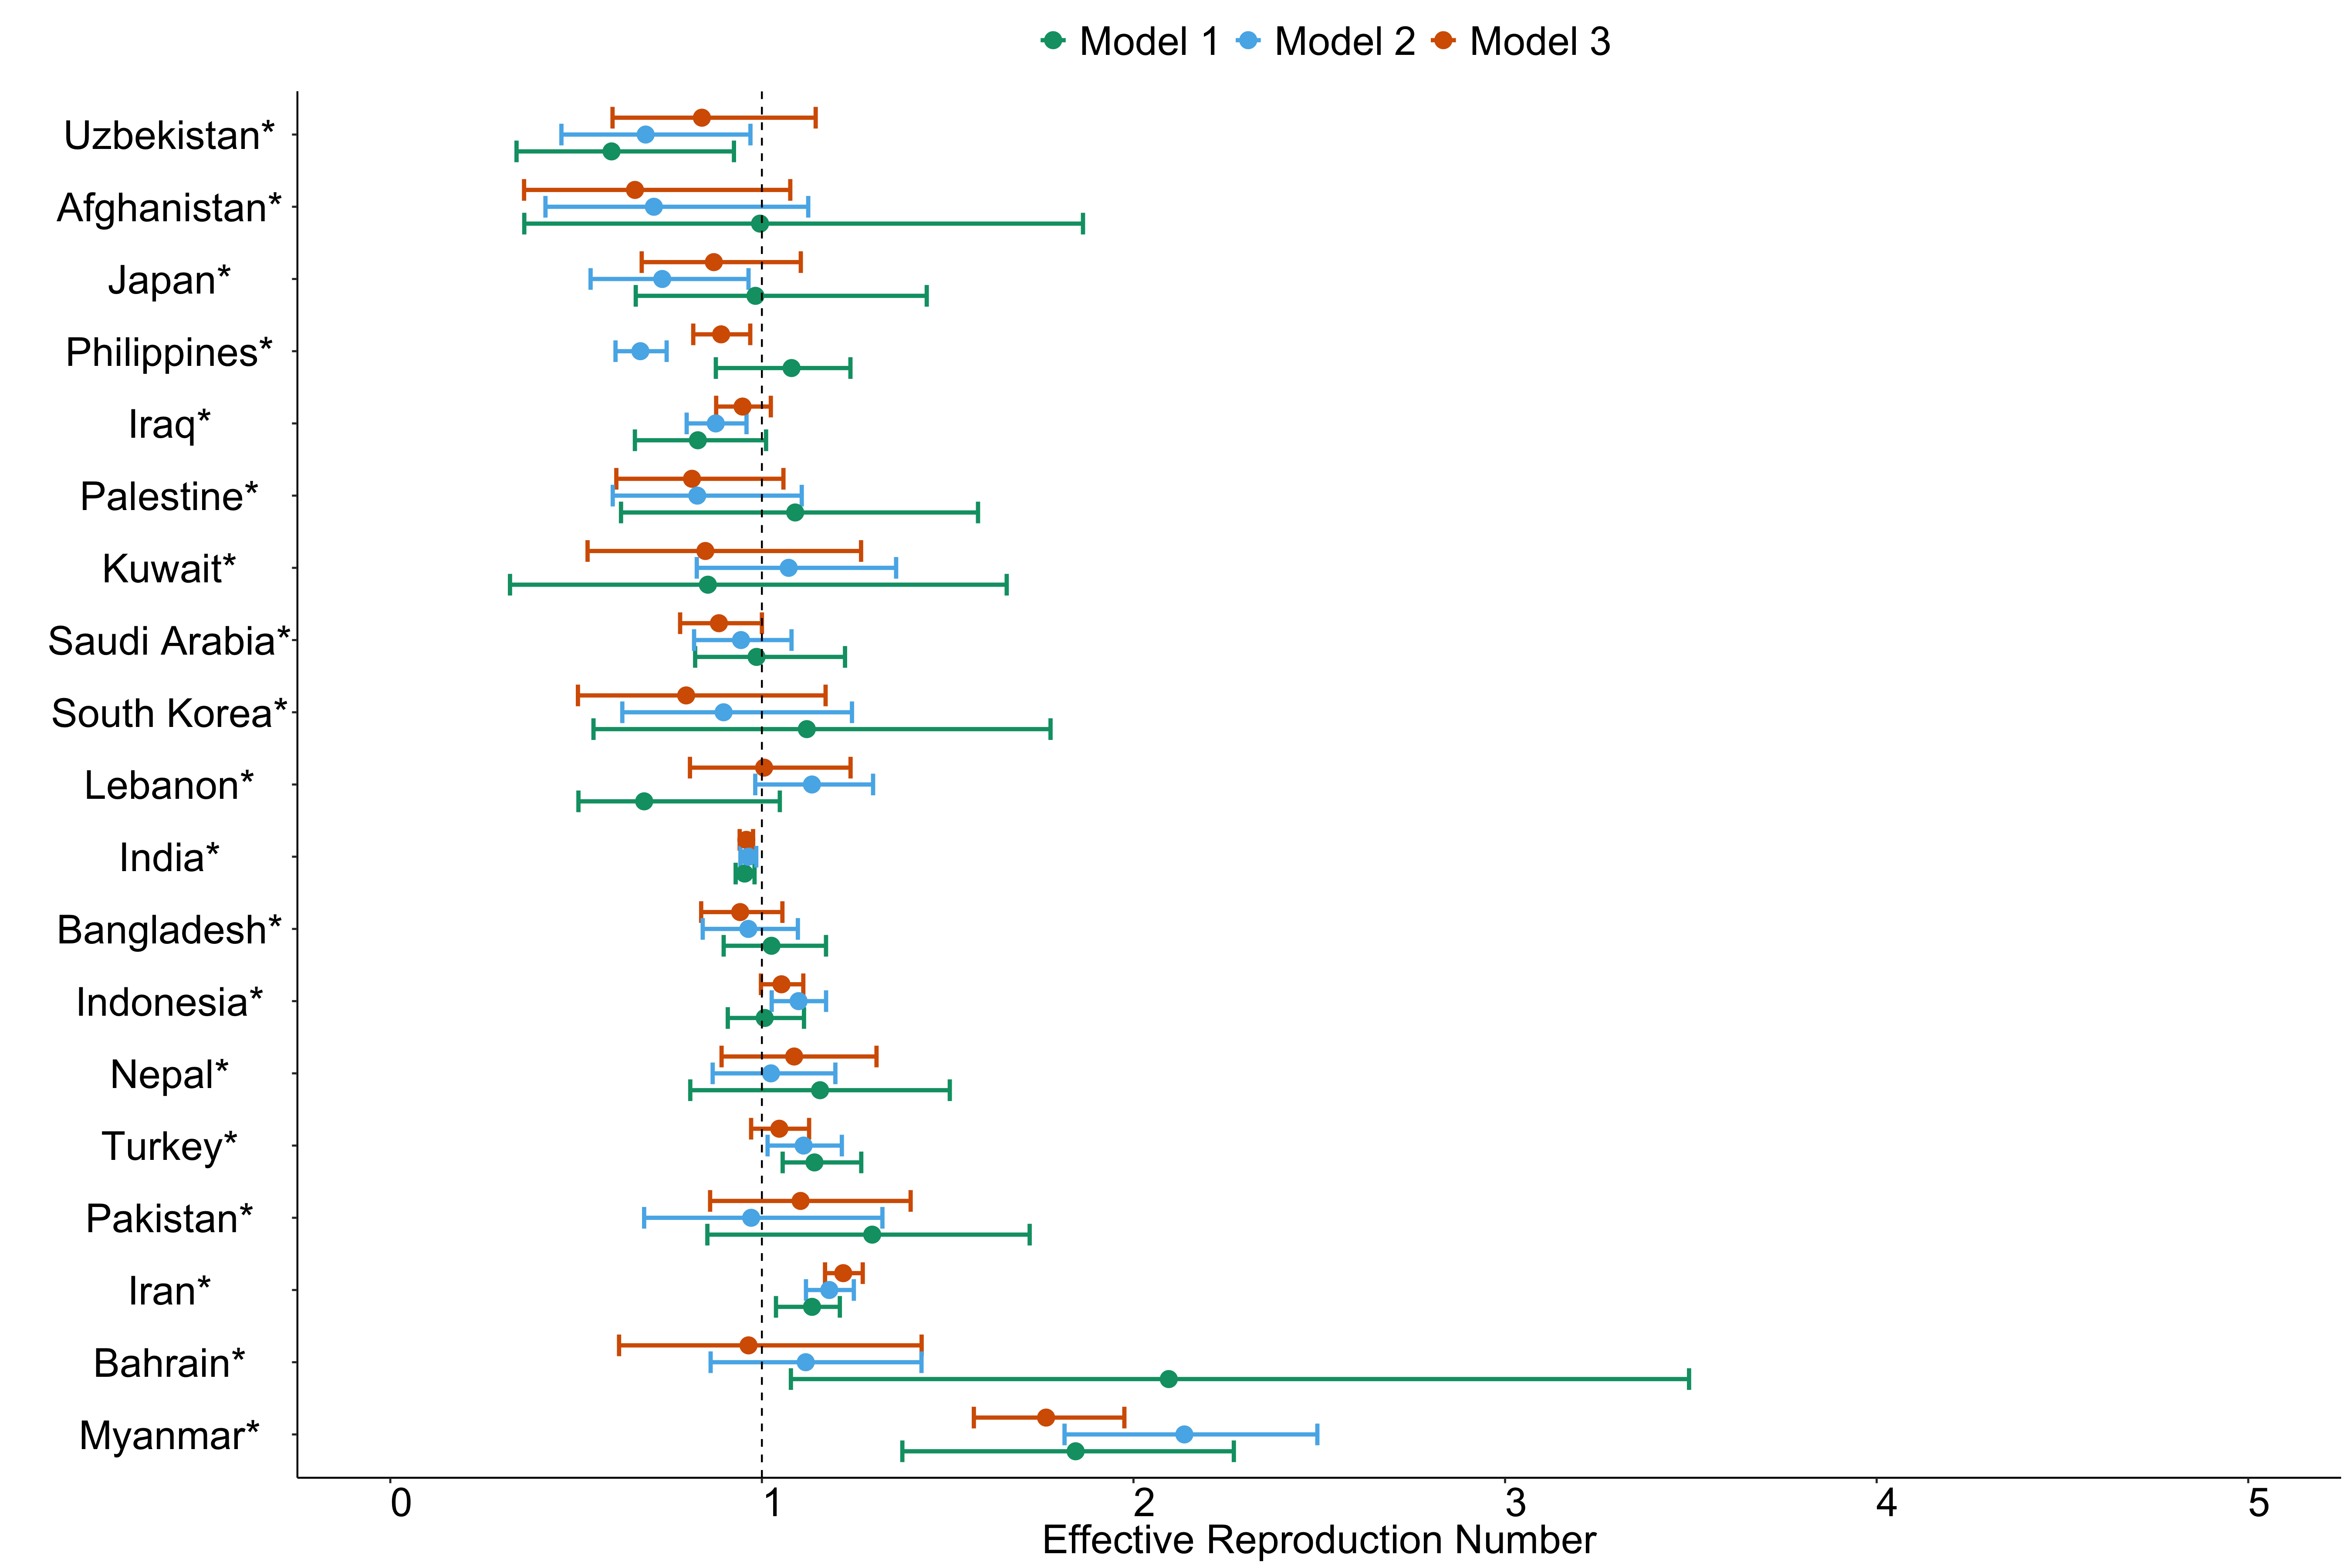 Model 1 Model 2 Model 3
Uzbekistan*
Afghanistan*
Japan*
Philippines*
Iraq*
Palestine*
Kuwait*
Saudi Arabia*
South Korea*
Lebanon*
India*
Bangladesh*
Indonesia*
Nepal*
Turkey*
Pakistan*
Iran*
Bahrain*
Myanmar*
0 1 2 3 4 5
Effective Reproduction Number